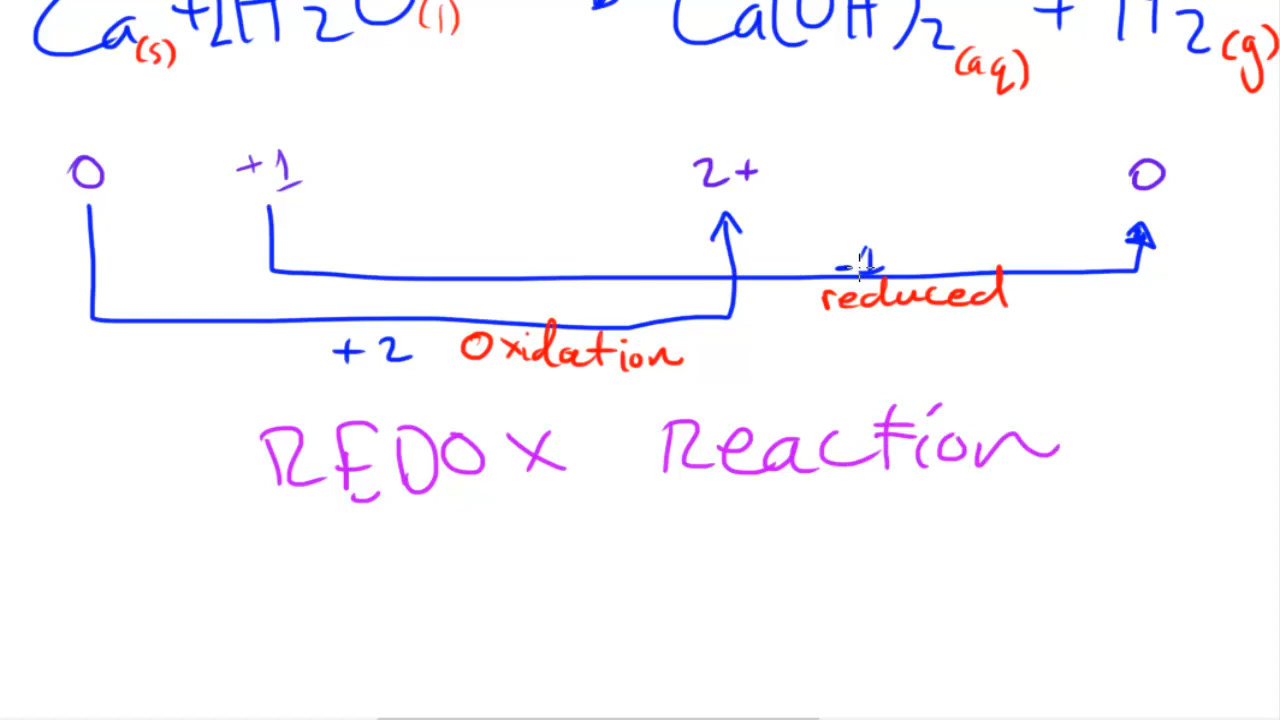 Ca(s) + 2H2O(l) Ca(OH)2(aq) + H2(g)
0 +1 2+ 0
-1
reduced
+2 Oxidation
REDOX Reaction